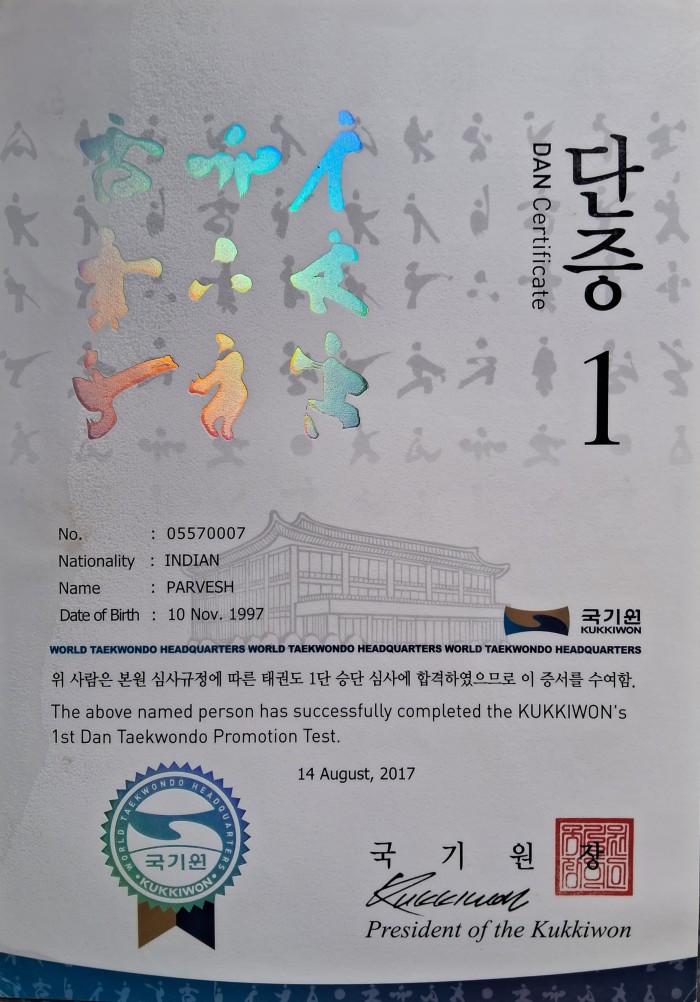 단증
DAN Certificate
1
No. : 05570007
Nationality : INDIAN
Name : PARVESH
Date of Birth : 10 Nov. 1997
국기원
KUKKIWON
WORLD TAEKWONDO HEADQUARTERS WORLD TAEKWONDO HEADQUARTERS WORLD TAEKWONDO HEADQUARTERS
위 사람은 본원 심사규정에 따른 태권도 1단 승단 심사에 합격하였으므로 이 증서를 수여함.
The above named person has successfully completed the KUKKIWON's
1st Dan Taekwondo Promotion Test.
14 August, 2017
WORLD TAEKWONDO HEADQUARTERS
국기원
KUKKIWON
국 기 원 장
Kukkiwon
President of the Kukkiwon